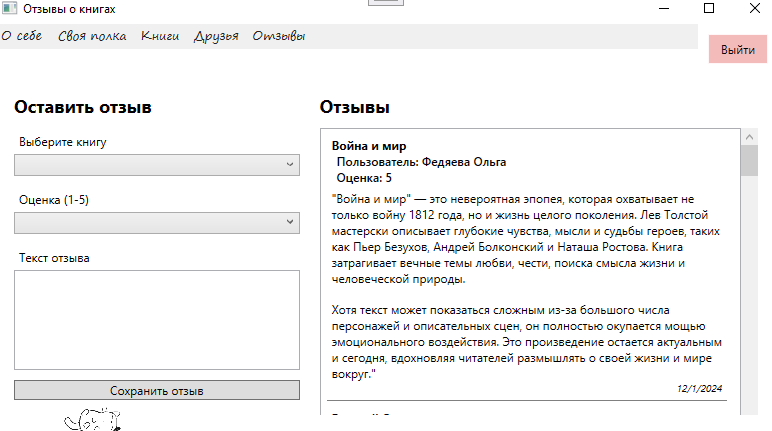 Отзывы о книгах
О себе Своя полка Книги Друзья Отзывы
Выйти
Оставить отзыв
Выберите книгу
Оценка (1-5)
Текст отзыва
Сохранить отзыв
Отзывы
Война и мир
Пользователь: Федяева Ольга
Оценка: 5
"Война и мир" — это невероятная эпопея, которая охватывает не
только войну 1812 года, но и жизнь целого поколения. Лев Толстой
мастерски описывает глубокие чувства, мысли и судьбы героев, таких
как Пьер Безухов, Андрей Болконский и Наташа Ростова. Книга
затрагивает вечные темы любви, чести, поиска смысла жизни и
человеческой природы.
Хотя текст может показаться сложным из-за большого числа
персонажей и описательных сцен, он полностью окупается мощью
эмоционального воздействия. Это произведение остается актуальным
и сегодня, вдохновляя читателей размышлять о своей жизни и мире
вокруг."
12/1/2024